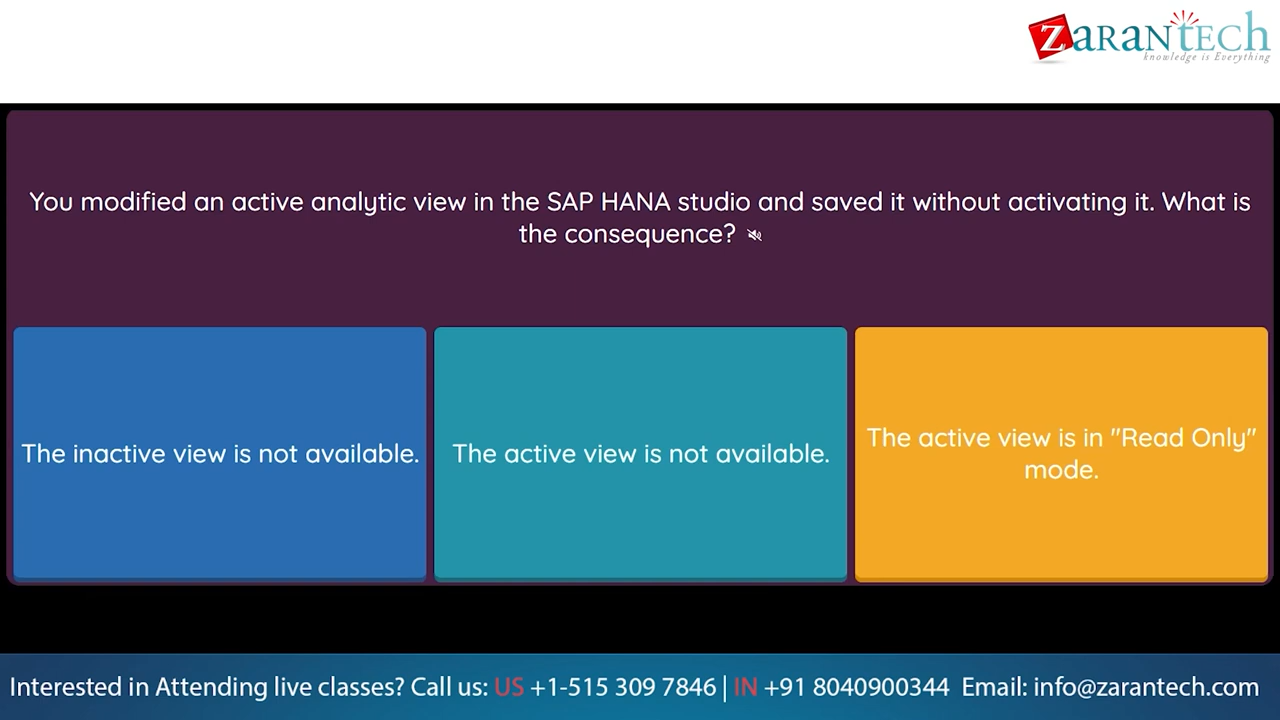 ZARANTECH
knowledge is Everything
You modified an active analytic view in the SAP HANA studio and saved it without activating it. What is
the consequence?
The inactive view is not available.
The active view is not available.
The active view is in "Read Only"
mode.
Interested in Attending live classes? Call us: US +1-515 309 7846 | IN +91 8040900344 Email: info@zarantech.com